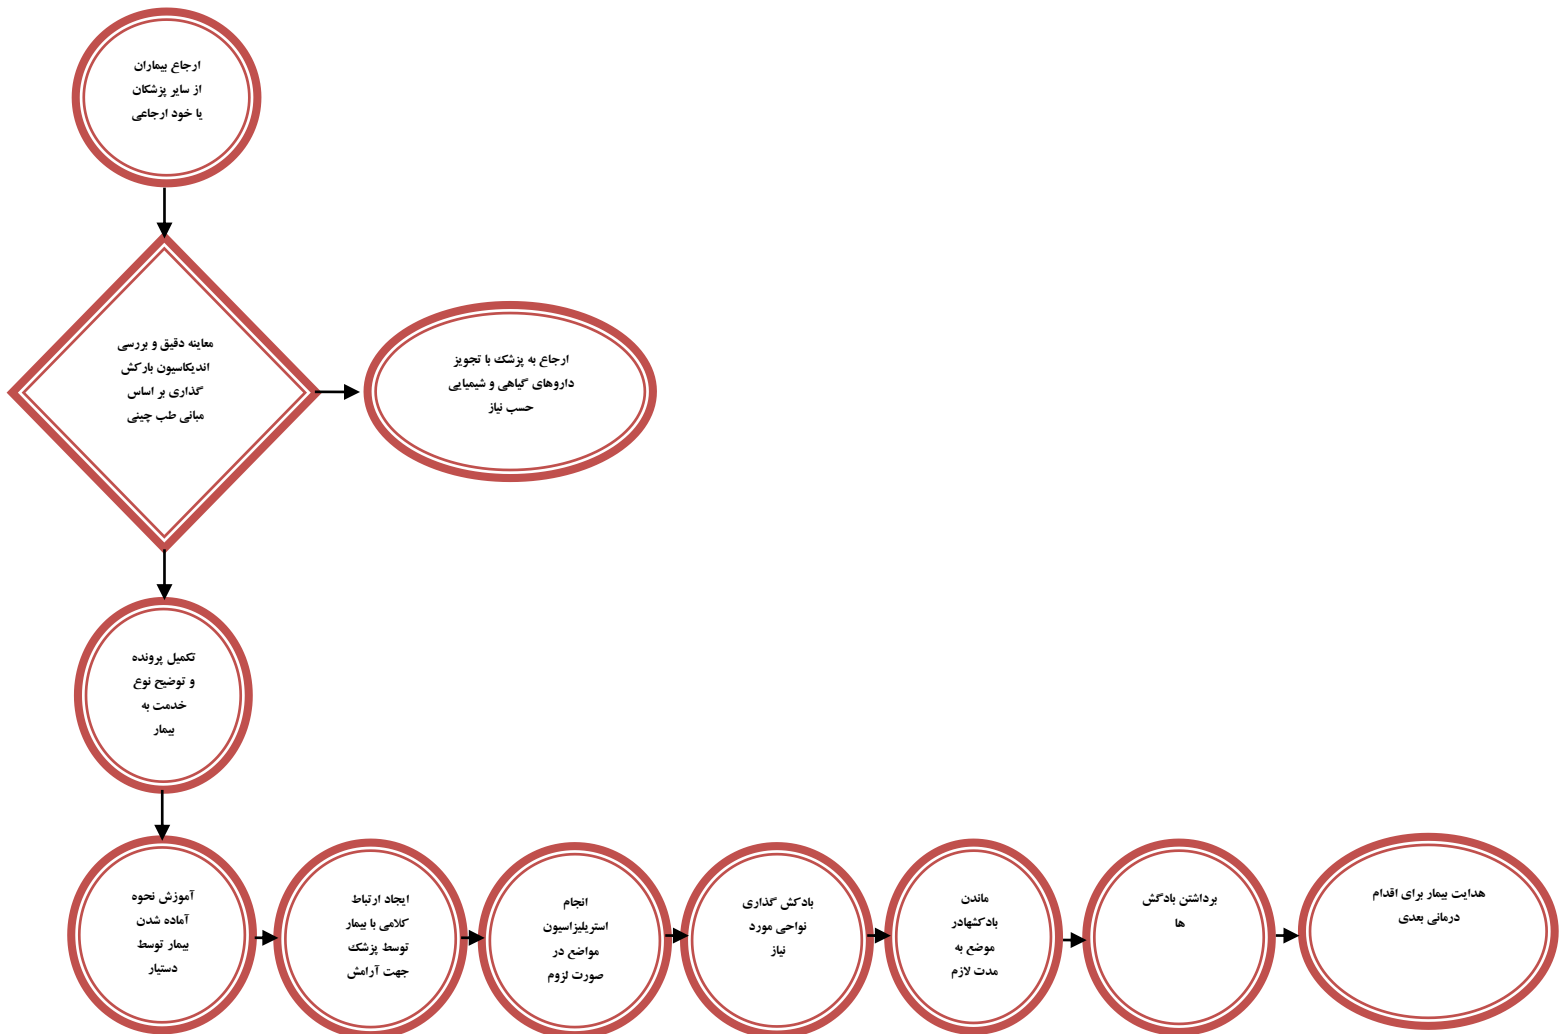 ارجاع بیماران
از سایر پزشکان
یا خود ارجاعی
معاینه دقیق و بررسی
اندیکاسیون بارکش
گذاری بر اساس
مبانی طب چینی
ارجاع به پزشک با تجویز
داروهای گیاهی و شیمیایی
حسب نیاز
تکمیل پرونده
و توضیح نوع
خدمت به
بیمار
آموزش نحوه
آماده شدن
بیمار توسط
دستیار
ایجاد ارتباط
کلامی با بیمار
توسط پزشک
جهت آرامش
انجام
استریلیزاسیون
مواضع در
صورت لزوم
بادکش گذاری
نواحی مورد
نیاز
ماندن
بادکشهادر
موضع به
مدت لازم
برداشتن بادگش
ها
هدایت بیمار برای اقدام
درمانی بعدی